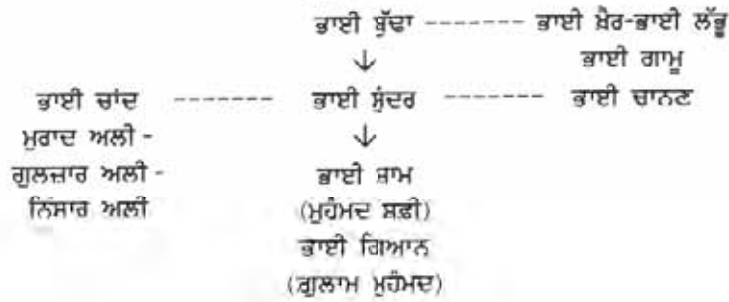 ਭਾਈ ਬੁੱਢਾ ------- ਭਾਈ ਖ਼ੈਰ-ਭਾਈ ਲੱਭੂ
↓ ਭਾਈ ਗਾਮੂ
ਭਾਈ ਚਾਂਦ ------- ਭਾਈ ਸੁੰਦਰ ------- ਭਾਈ ਚਾਨਣ
ਮੁਰਾਦ ਅਲੀ - ↓
ਗੁਲਜ਼ਾਰ ਅਲੀ - ਭਾਈ ਸ਼ਾਮ
ਨਿਸਾਰ ਅਲੀ (ਮੁਹੰਮਦ ਸ਼ਫ਼ੀ)
ਭਾਈ ਗਿਆਨ
(ਗ਼ੁਲਾਮ ਮੁਹੰਮਦ)